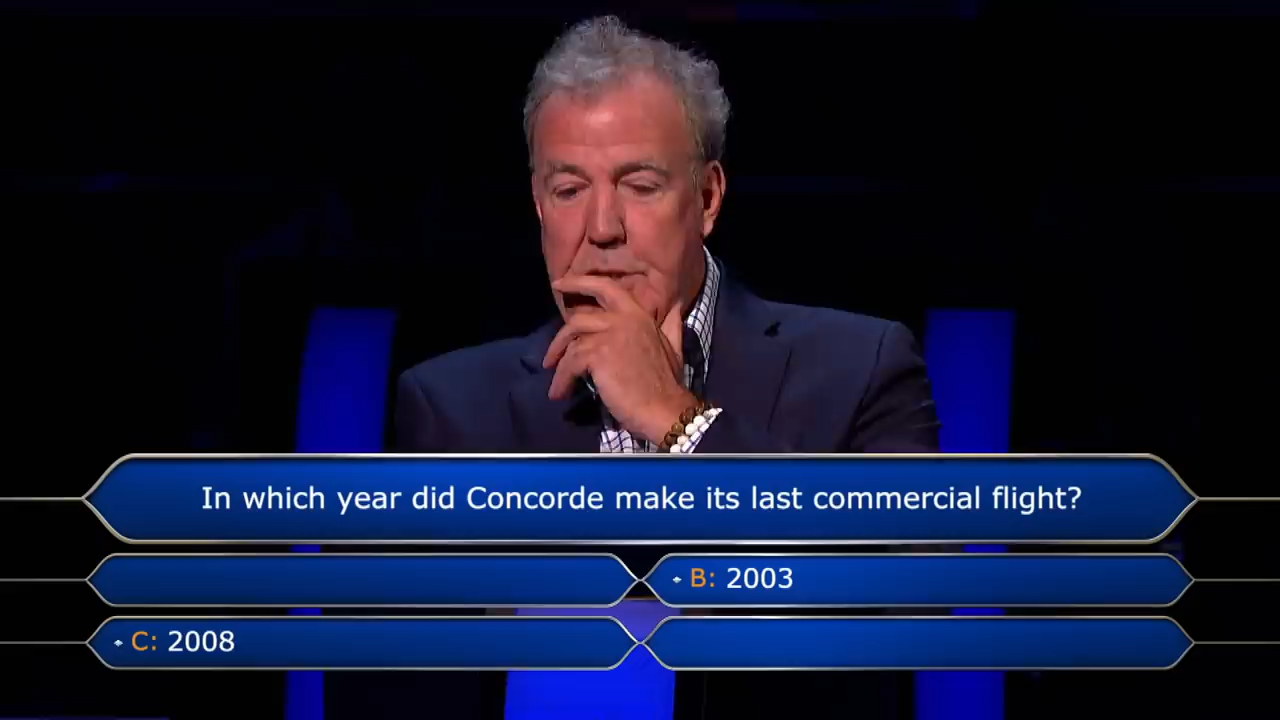 In which year did Concorde make its last commercial flight?
B: 2003
C: 2008